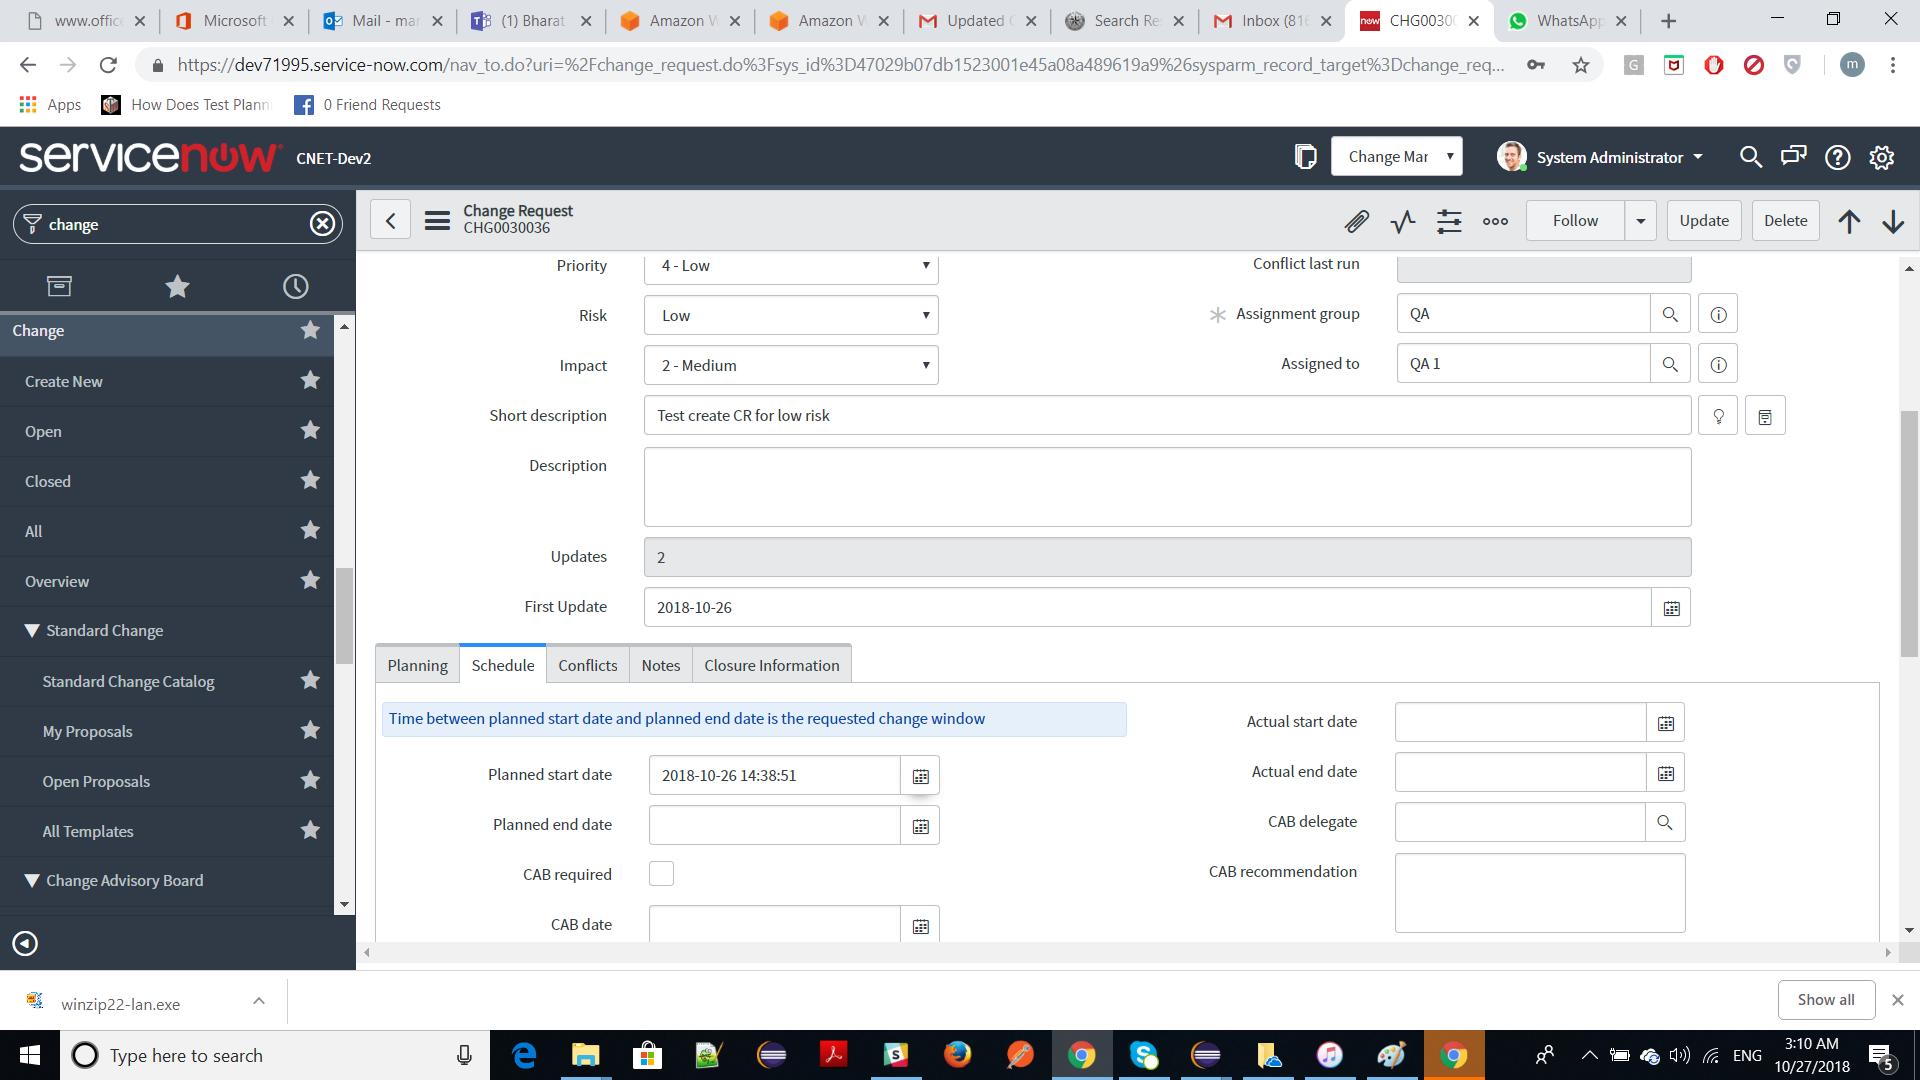 www.office
Microsoft
Mail - mar
(1) Bharat
Amazon W
Amazon W
Updated C
Search Re
Inbox (816
now CHG0030
WhatsApp
https://dev71995.service-now.com/nav_to.do?uri=%2Fchange_request.do%3Fsys_id%3D47029b07db1523001e45a08a489619a9%26sysparm_record_target%3Dchange_req...
G
m
Apps
How Does Test Plann
0 Friend Requests
servicenow CNET-Dev2
Change Mar
System Administrator
change
Change Request
CHG0030036
Follow
Update
Delete
Change
Create New
Open
Closed
All
Overview
Standard Change
Standard Change Catalog
My Proposals
Open Proposals
All Templates
Change Advisory Board
Priority 4 - Low
Conflict last run
Risk Low
Assignment group QA
Impact 2 - Medium
Assigned to QA 1
Short description Test create CR for low risk
Description
Updates 2
First Update 2018-10-26
Planning Schedule Conflicts Notes Closure Information
Time between planned start date and planned end date is the requested change window
Actual start date
Planned start date 2018-10-26 14:38:51
Actual end date
Planned end date
CAB delegate
CAB required
CAB recommendation
CAB date
winzip22-lan.exe
Show all
Type here to search
ENG
3:10 AM
10/27/2018
5